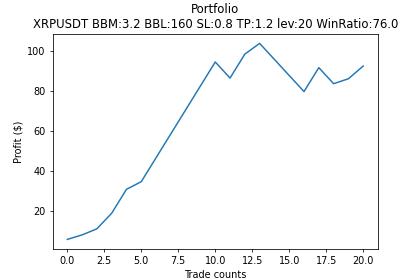 Portfolio
XRPUSDT BBM:3.2 BBL:160 SL:0.8 TP:1.2 lev:20 WinRatio:76.0
100
80
60
40
20
Profit ($)
0.0 2.5 5.0 7.5 10.0 12.5 15.0 17.5 20.0
Trade counts